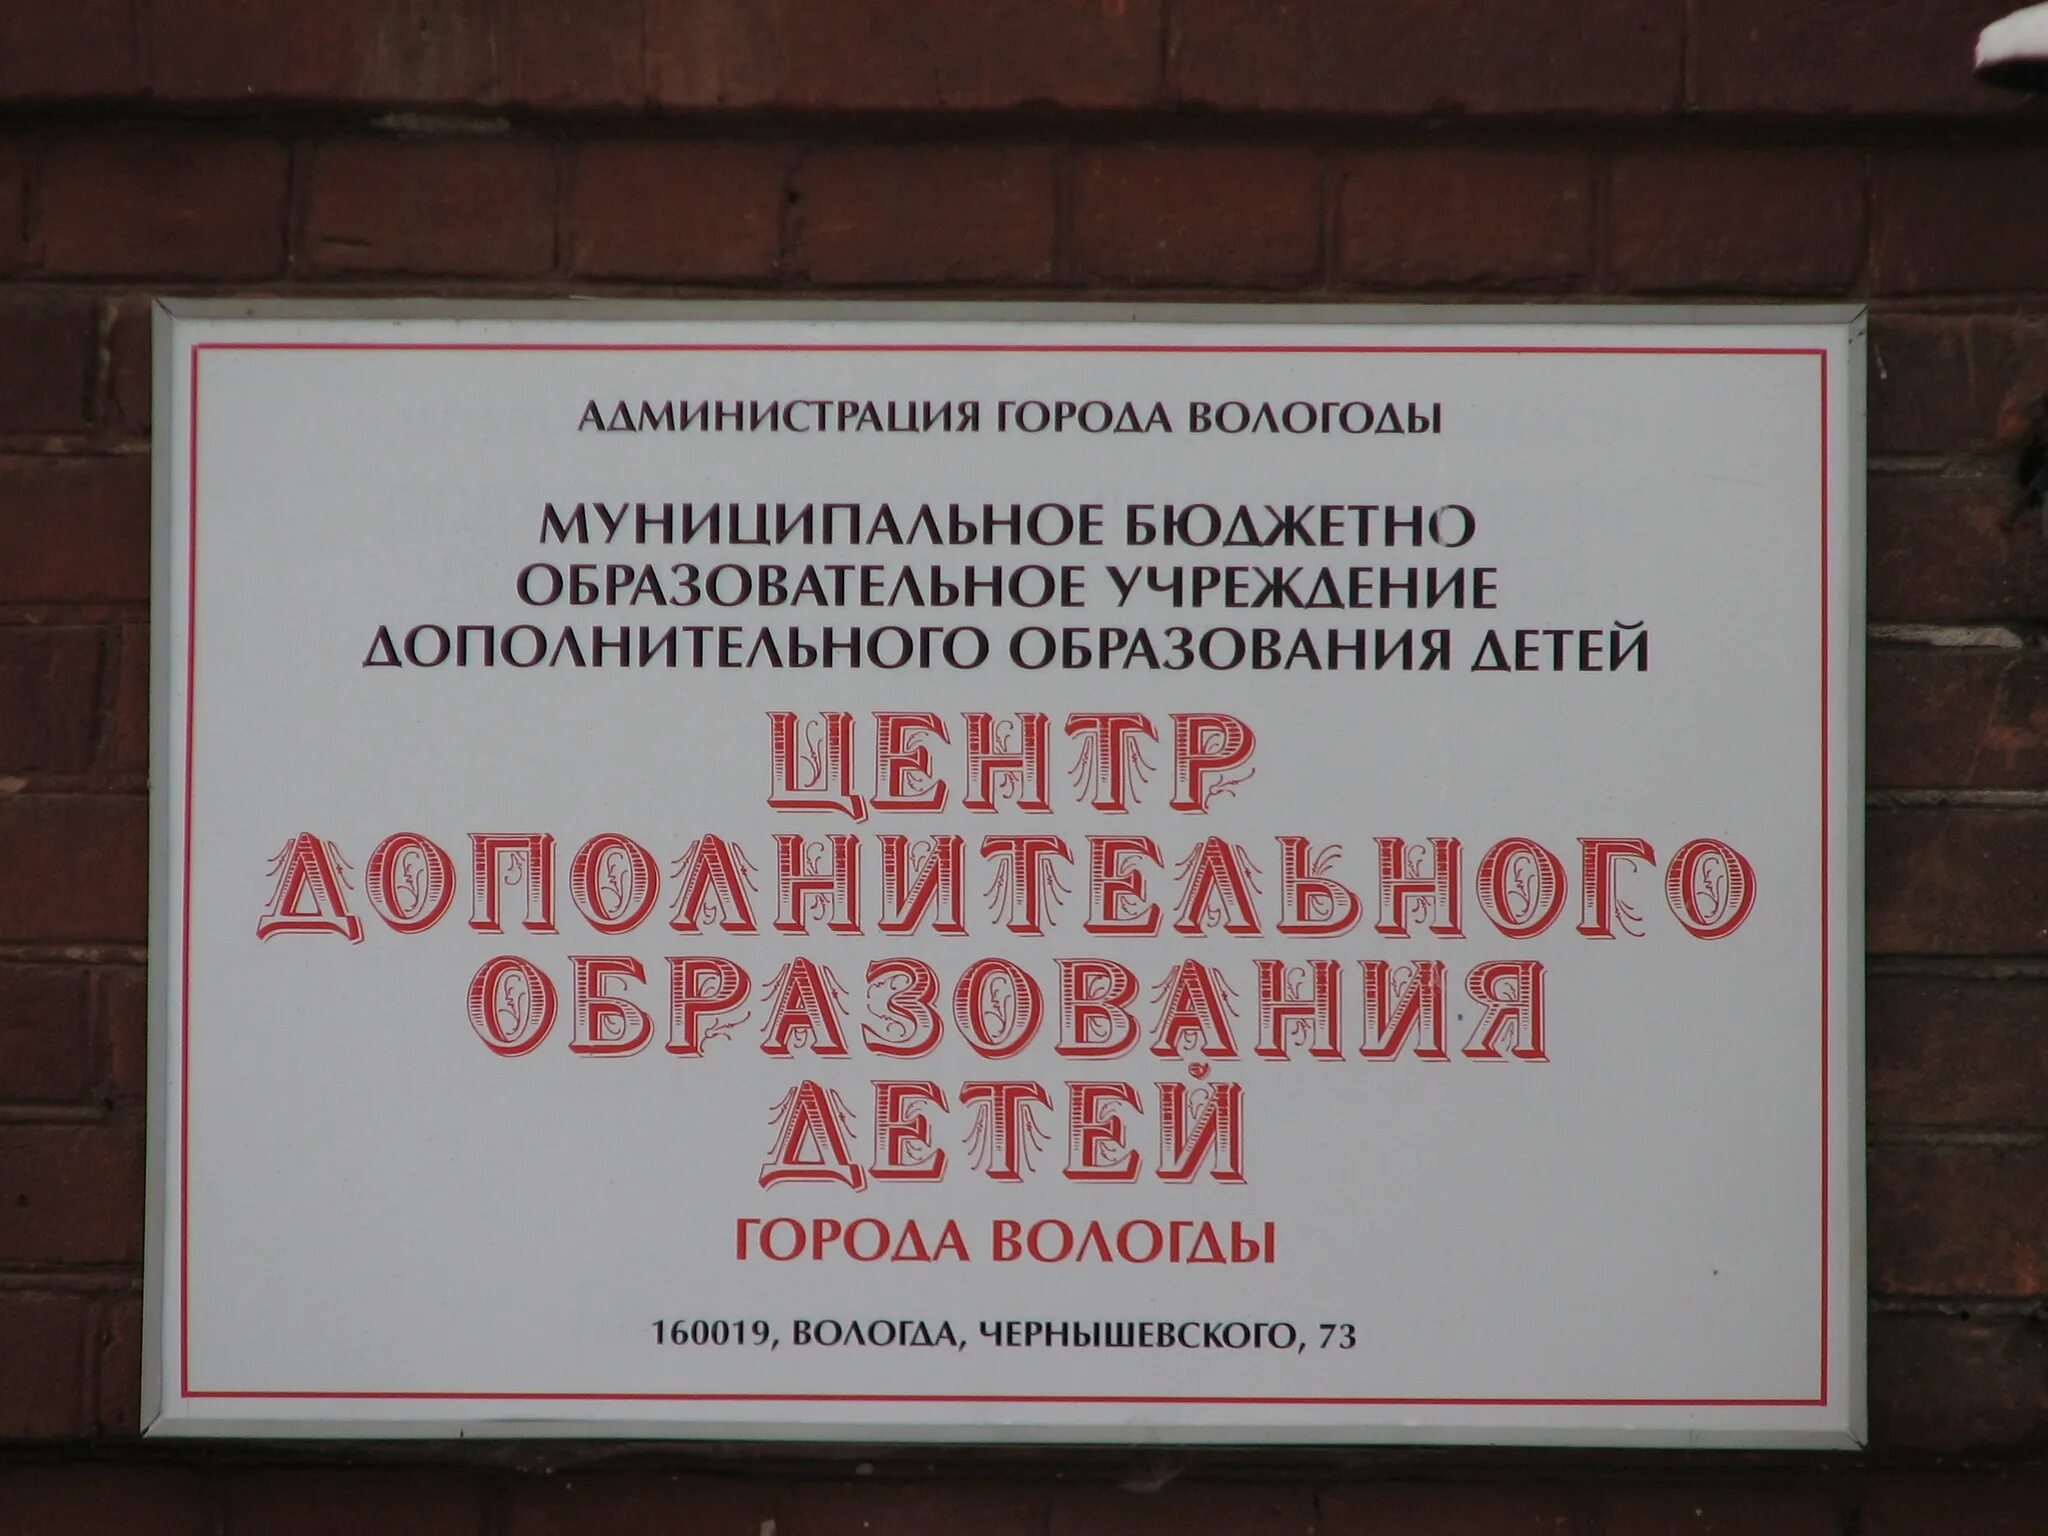 АДМИНИСТРАЦИЯ ГОРОДА ВОЛОГОДЫ
МУНИЦИПАЛЬНОЕ БЮДЖЕТНО
ОБРАЗОВАТЕЛЬНОЕ УЧРЕЖДЕНИЕ
ДОПОЛНИТЕЛЬНОГО ОБРАЗОВАНИЯ ДЕТЕЙ
ЦЕНТР
ДОПОЛНИТЕЛЬНОГО
ОБРАЗОВАНИЯ
ДЕТЕЙ
ГОРОДА ВОЛОГДЫ
160019, ВОЛОГДА, ЧЕРНЫШЕВСКОГО, 73